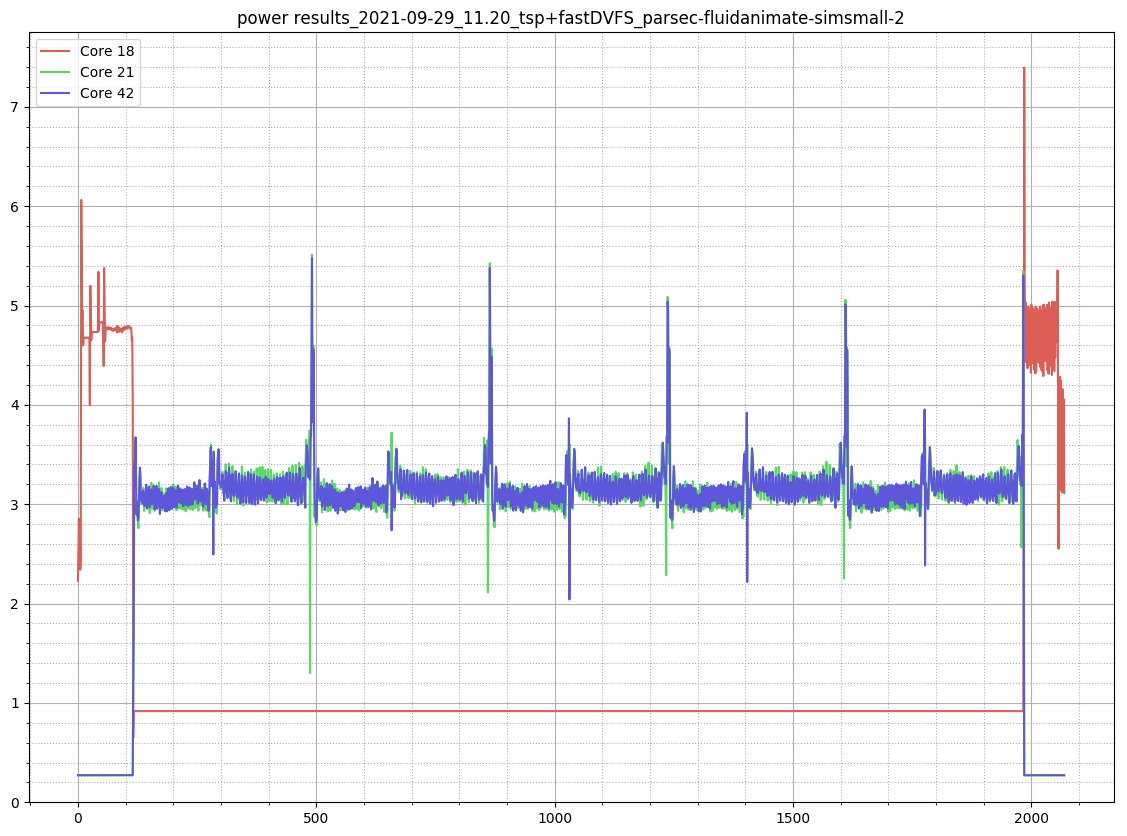 power results_2021-09-29_11.20_tsp+fastDVFS_parsec-fluidanimate-simsmall-2
Core 18
Core 21
Core 42
7
6
5
4
3
2
1
0
0 500 1000 1500 2000